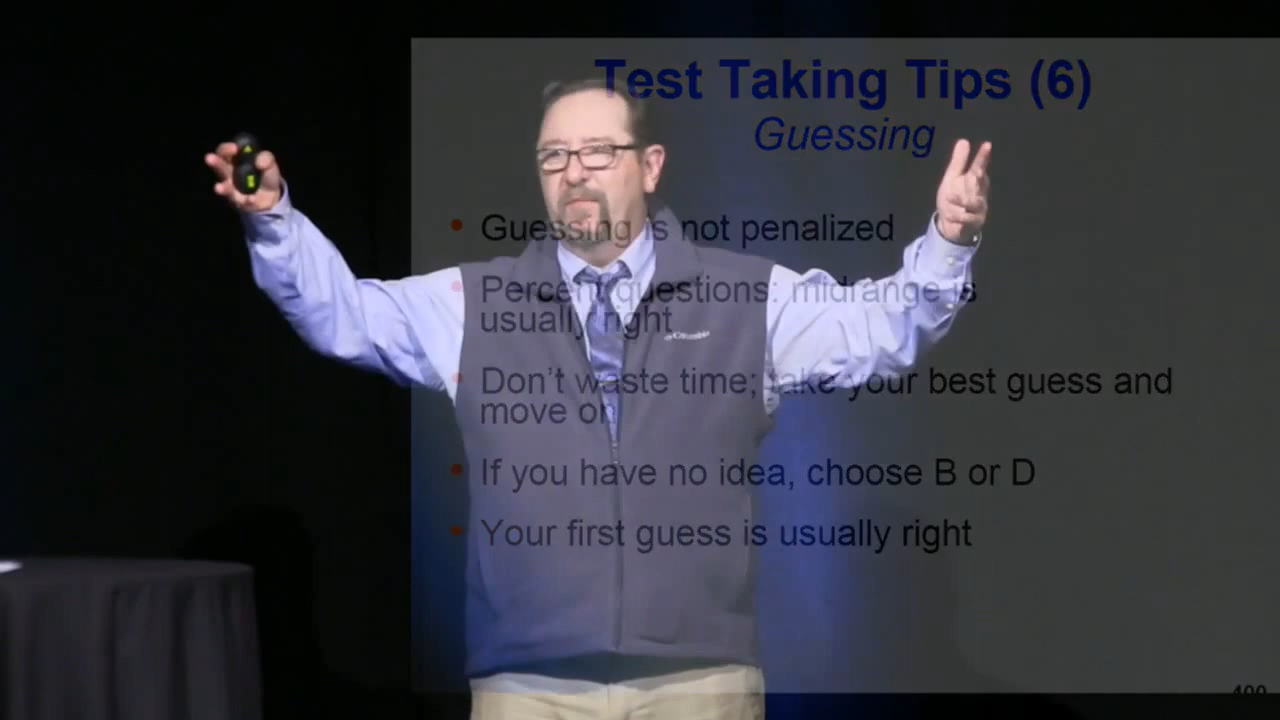 Test Taking Tips (6)
Guessing
• Guessing is not penalized
• Percent questions: midrange is
usually right
Columbia
• Don’t waste time; take your best guess and
move on
• If you have no idea, choose B or D
• Your first guess is usually right